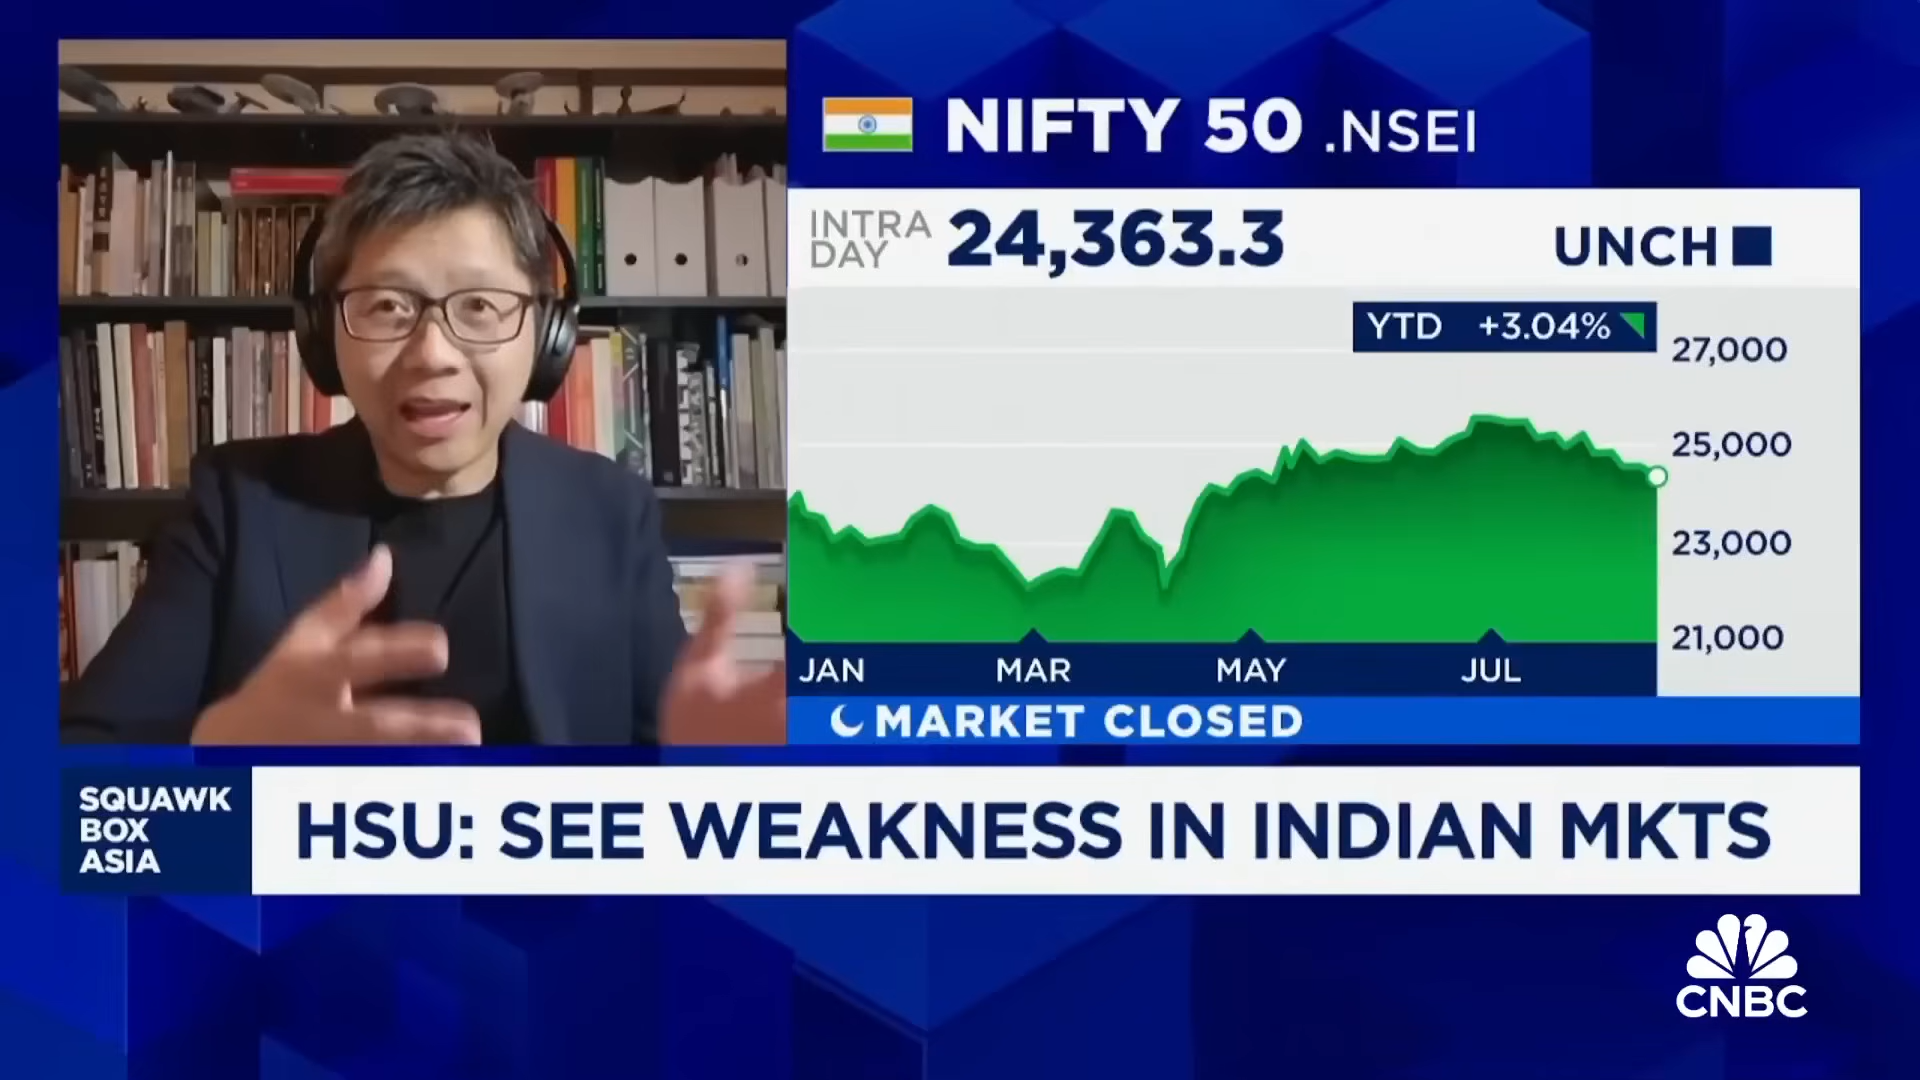 NIFTY 50 .NSEI
INTRA DAY 24,363.3 UNCH
YTD +3.04%
27,000
25,000
23,000
21,000
JAN MAR MAY JUL
MARKET CLOSED
SQUAWK
BOX
ASIA
HSU: SEE WEAKNESS IN INDIAN MKTS
CNBC